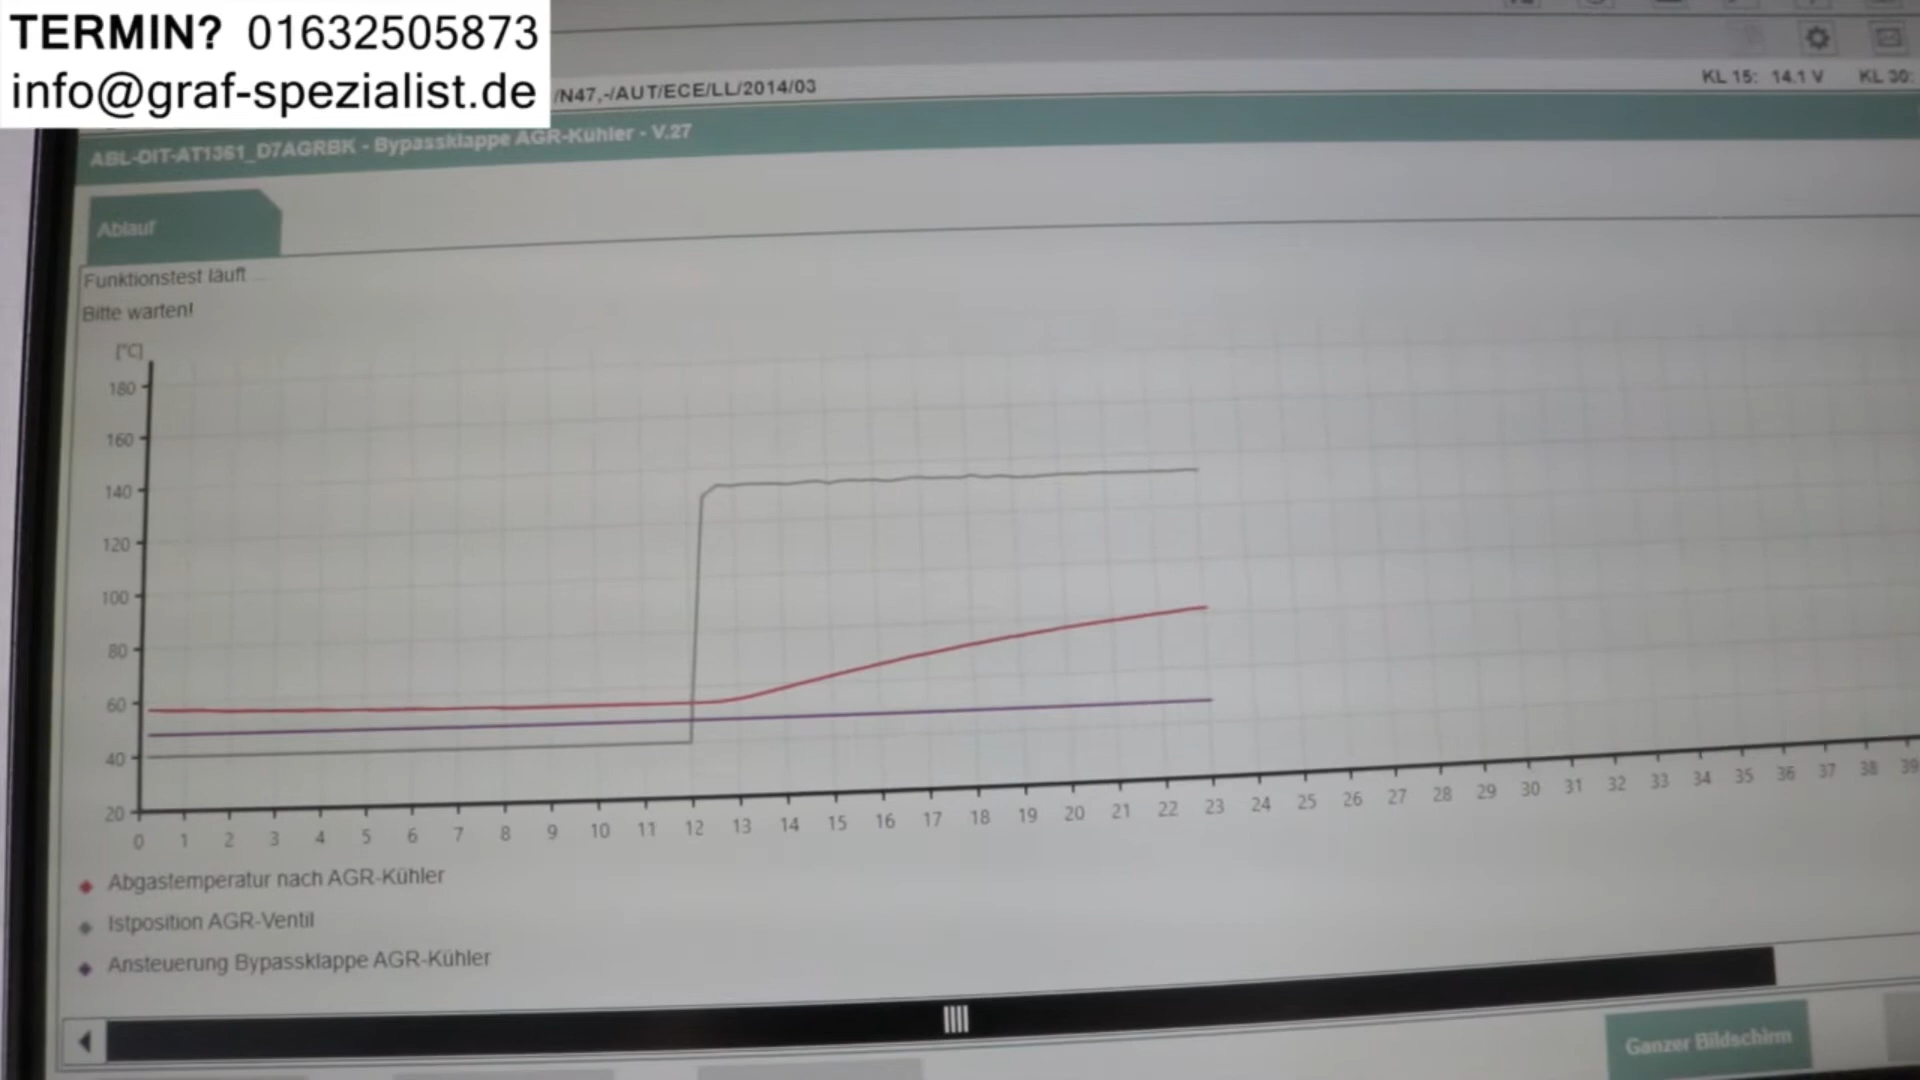 TERMIN? 01632505873
info@graf-spezialist.de
/N47,-/AUT/ECE/LL/2014/03
KL 15: 14.1 V KL 30:
ABL-DIT-AT1361_D7AGRBK - Bypassklappe AGR-Kühler - V.27
Ablauf
Funktionstest läuft ...
Bitte warten!
[°C]
180
160
140
120
100
80
60
40
20
0 1 2 3 4 5 6 7 8 9 10 11 12 13 14 15 16 17 18 19 20 21 22 23 24 25 26 27 28 29 30 31 32 33 34 35 36 37 38 39
Abgastemperatur nach AGR-Kühler
Istposition AGR-Ventil
Ansteuerung Bypassklappe AGR-Kühler
Ganzer Bildschirm